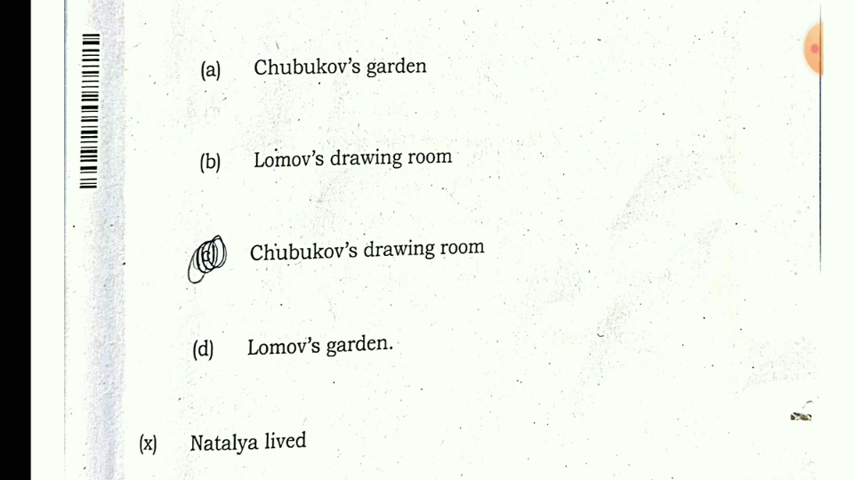 (a) Chubukov's garden
(b) Lomov's drawing room
Chubukov's drawing room
(d) Lomov's garden.
(x) Natalya lived